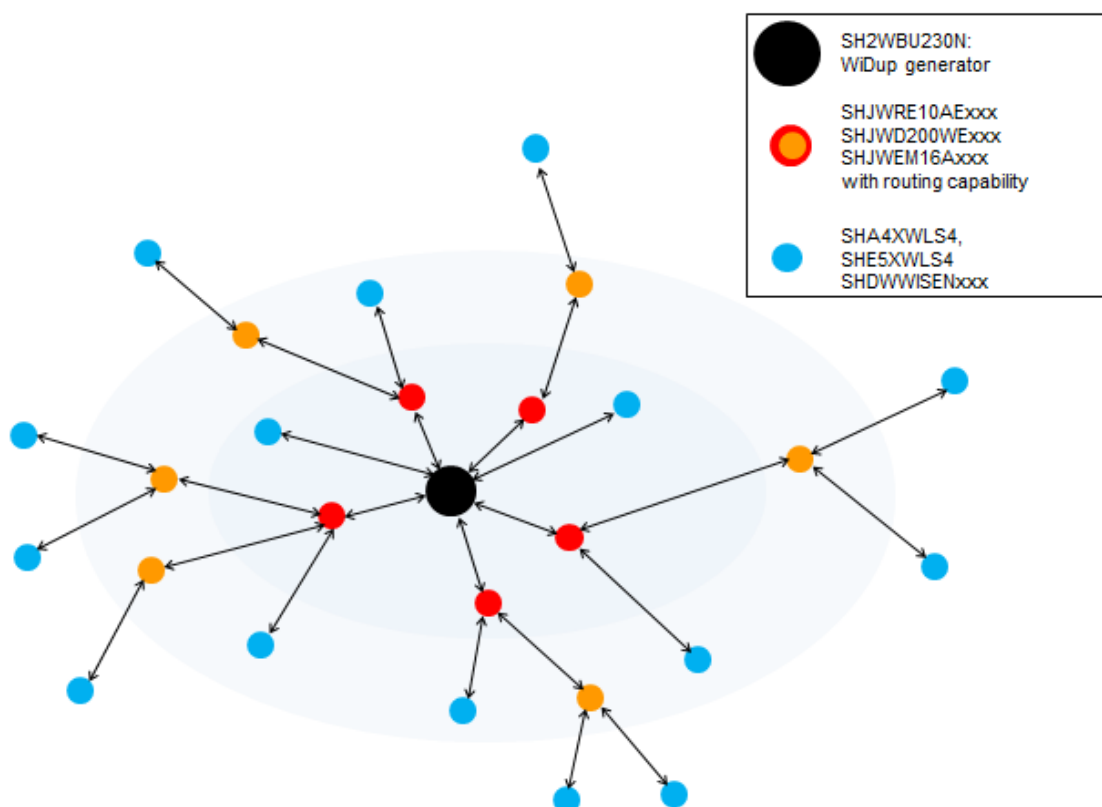 SH2WBU230N:
WiDup generator
SHJWRE10AExxx
SHJWD200WExxx
SHJWEM16Axxx
with routing capability
SHA4XWLS4,
SHE5XWLS4
SHDWWISENxxx